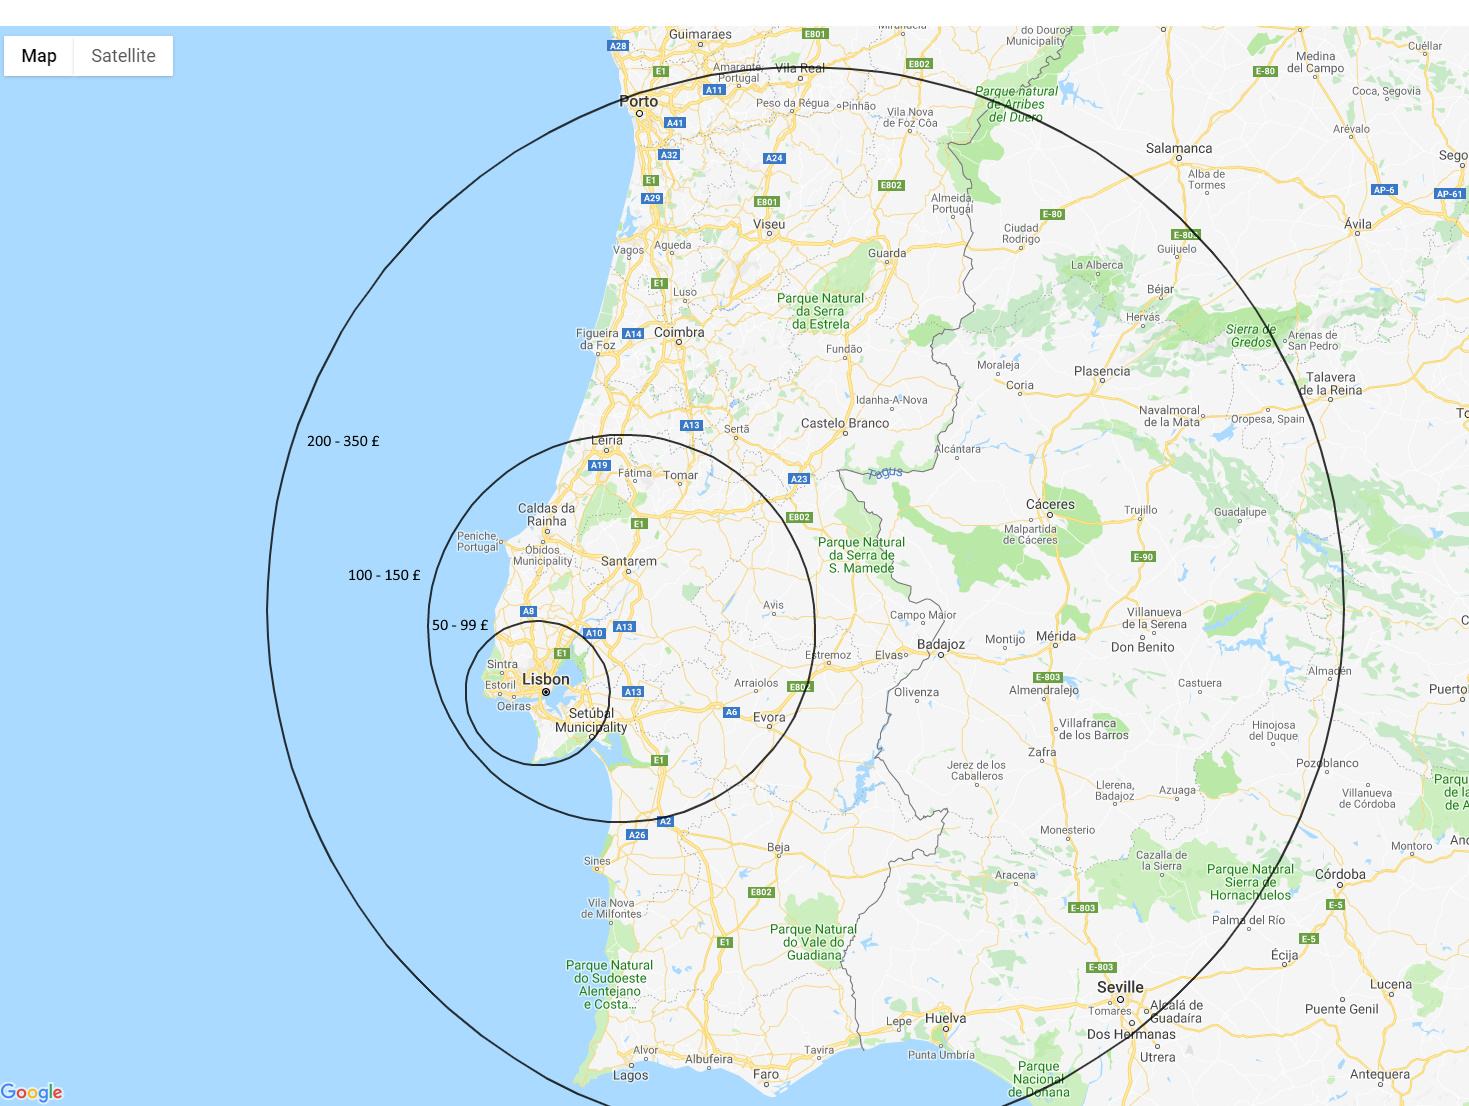 Map
Satellite
Guimaraes
E801
Miranda
do Douro
Municipality
A28
E1
Amarante,
Portugal
Vila Real
E802
E-80
Medina
del Campo
Cuéllar
A11
Porto
Peso da Régua
Pinhão
Vila Nova
de Foz Côa
Parque natural
de Arribes
del Duero
Coca, Segovia
A41
Arévalo
A32
A24
Salamanca
Sego
E1
E802
Alba de
Tormes
AP-6
AP-61
A29
E801
Almeida,
Portugal
E-80
Viseu
Ciudad
Rodrigo
E-803
Ávila
Vagos
Agueda
Guarda
Guijuelo
La Alberca
E1
Luso
Parque Natural
da Serra
da Estrela
Béjar
Hervás
Figueira
da Foz
A14
Coimbra
Sierra de
Gredos
Arenas de
San Pedro
Fundão
Moraleja
Coria
Plasencia
Talavera
de la Reina
Idanha-A-Nova
Navalmoral
de la Mata
Oropesa, Spain
To
A13
Sertã
Castelo Branco
200 - 350 £
Leiria
Alcántara
A19
Fátima
Tomar
A23
Tagus
Caldas da
Rainha
E1
E802
Cáceres
Trujillo
Guadalupe
Peniche,
Portugal
Óbidos
Municipality
Malpartida
de Cáceres
Parque Natural
da Serra de
S. Mamede
E-90
100 - 150 £
Santarem
A8
Avis
Campo Maior
Villanueva
de la Serena
C
50 - 99 £
A10
A13
Badajoz
Montijo
Mérida
Don Benito
E1
Estremoz
Elvas
Sintra
Almadén
Lisbon
Estoril
Oeiras
A13
Arraiolos
E802
Olivenza
E-803
Almendralejo
Castuera
Puerto
Setúbal
Municipality
A6
Evora
Villafranca
de los Barros
Hinojosa
del Duque
E1
Zafra
Jerez de los
Caballeros
Pozoblanco
Llerena,
Badajoz
Azuaga
Villanueva
de Córdoba
Parqu
de la
de A
A2
A26
Beja
Monesterio
Montoro
And
Sines
Cazalla de
la Sierra
Aracena
Parque Natural
Sierra de
Hornachuelos
Córdoba
E802
E-803
E-5
Vila Nova
de Milfontes
Palma del Río
E1
Parque Natural
do Vale do
Guadiana
E-5
Écija
Parque Natural
do Sudoeste
Alentejano
e Costa...
E-803
Seville
Tomares
Alcalá de
Guadaíra
Lucena
Puente Genil
Lepe
Huelva
Dos Hermanas
Alvor
Albufeira
Tavira
Punta Umbría
Utrera
Lagos
Faro
Parque
Nacional
de Doñana
Antequera
Google